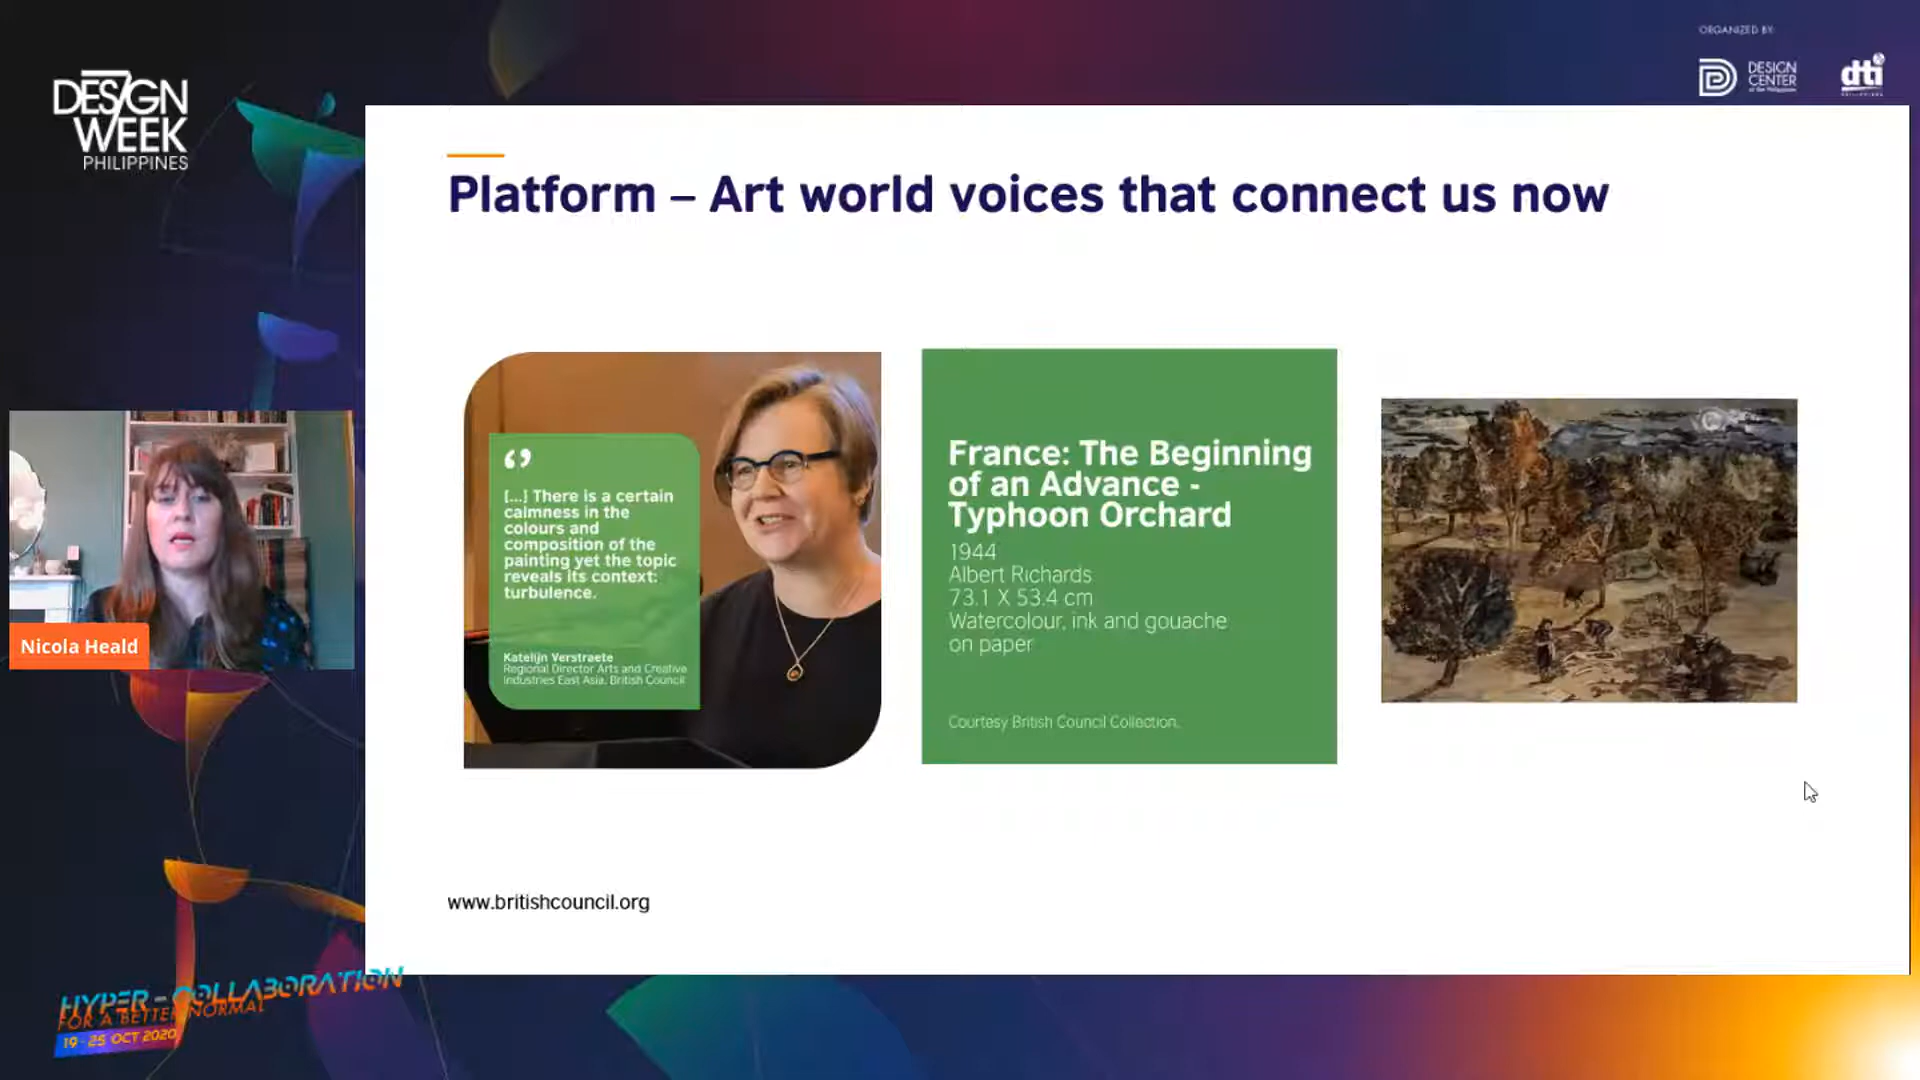 DESIGN
WEEK
PHILIPPINES
ORGANIZED BY:
DESIGN
CENTER
of the Philippines
dti
PHILIPPINES
Platform – Art world voices that connect us now
[...] There is a certain
calmness in the
colours and
composition of the
painting yet the topic
reveals its context:
turbulence.
Katelijn Verstraete
Regional Director Arts and Creative
Industries East Asia, British Council
France: The Beginning
of an Advance -
Typhoon Orchard
1944
Albert Richards
73.1 X 53.4 cm
Watercolour, ink and gouache
on paper
Courtesy British Council Collection.
Nicola Heald
www.britishcouncil.org
HYPER-COLLABORATION
FOR A BETTER NORMAL
19-25 OCT 2020